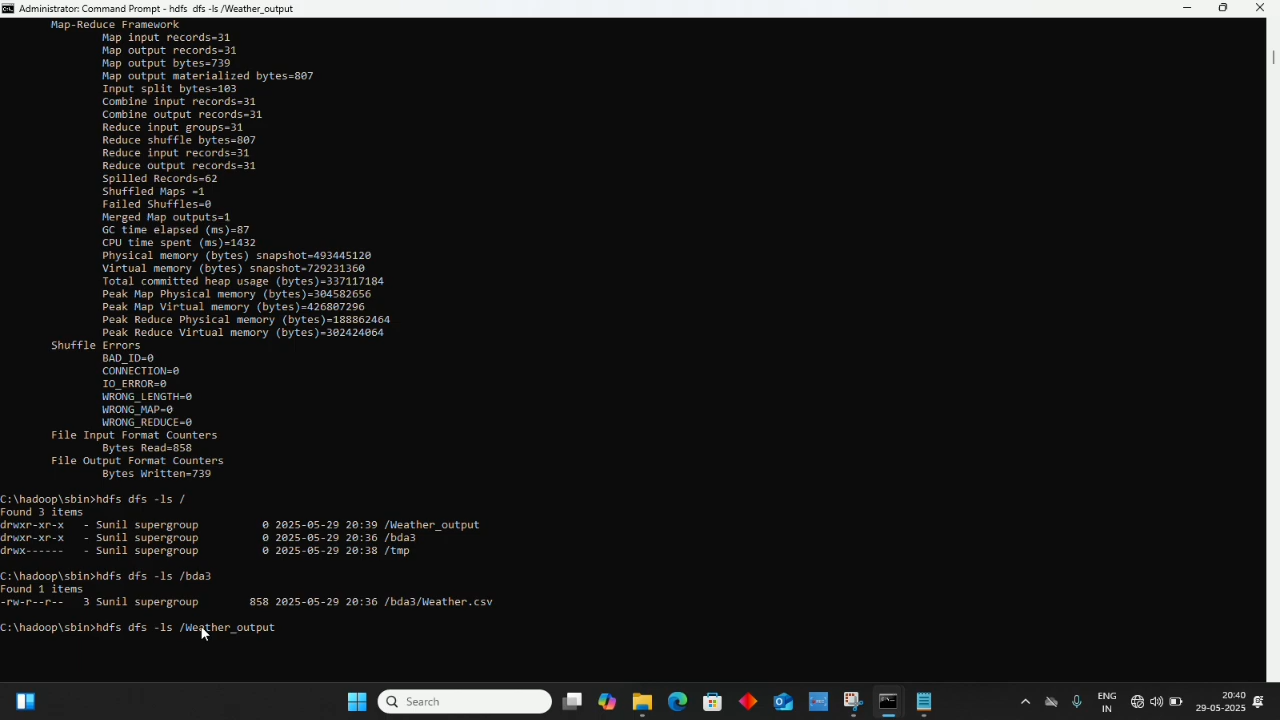 Administrator: Command Prompt - hdfs dfs -ls /Weather_output
Map-Reduce Framework
Map input records=31
Map output records=31
Map output bytes=739
Map output materialized bytes=807
Input split bytes=103
Combine input records=31
Combine output records=31
Reduce input groups=31
Reduce shuffle bytes=807
Reduce input records=31
Reduce output records=31
Spilled Records=62
Shuffled Maps =1
Failed Shuffles=0
Merged Map outputs=1
GC time elapsed (ms)=87
CPU time spent (ms)=1432
Physical memory (bytes) snapshot=493445120
Virtual memory (bytes) snapshot=729231360
Total committed heap usage (bytes)=337117184
Peak Map Physical memory (bytes)=304582656
Peak Map Virtual memory (bytes)=426807296
Peak Reduce Physical memory (bytes)=188862464
Peak Reduce Virtual memory (bytes)=302424064
Shuffle Errors
BAD_ID=0
CONNECTION=0
IO_ERROR=0
WRONG_LENGTH=0
WRONG_MAP=0
WRONG_REDUCE=0
File Input Format Counters
Bytes Read=858
File Output Format Counters
Bytes Written=739
C:\hadoop\sbin>hdfs dfs -ls /
Found 3 items
drwxr-xr-x   - Sunil supergroup          0 2025-05-29 20:39 /Weather_output
drwxr-xr-x   - Sunil supergroup          0 2025-05-29 20:36 /bda3
drwx------   - Sunil supergroup          0 2025-05-29 20:38 /tmp
C:\hadoop\sbin>hdfs dfs -ls /bda3
Found 1 items
-rw-r--r--   3 Sunil supergroup        858 2025-05-29 20:36 /bda3/Weather.csv
C:\hadoop\sbin>hdfs dfs -ls /Weather_output
Search
ENG
IN
20:40
29-05-2025